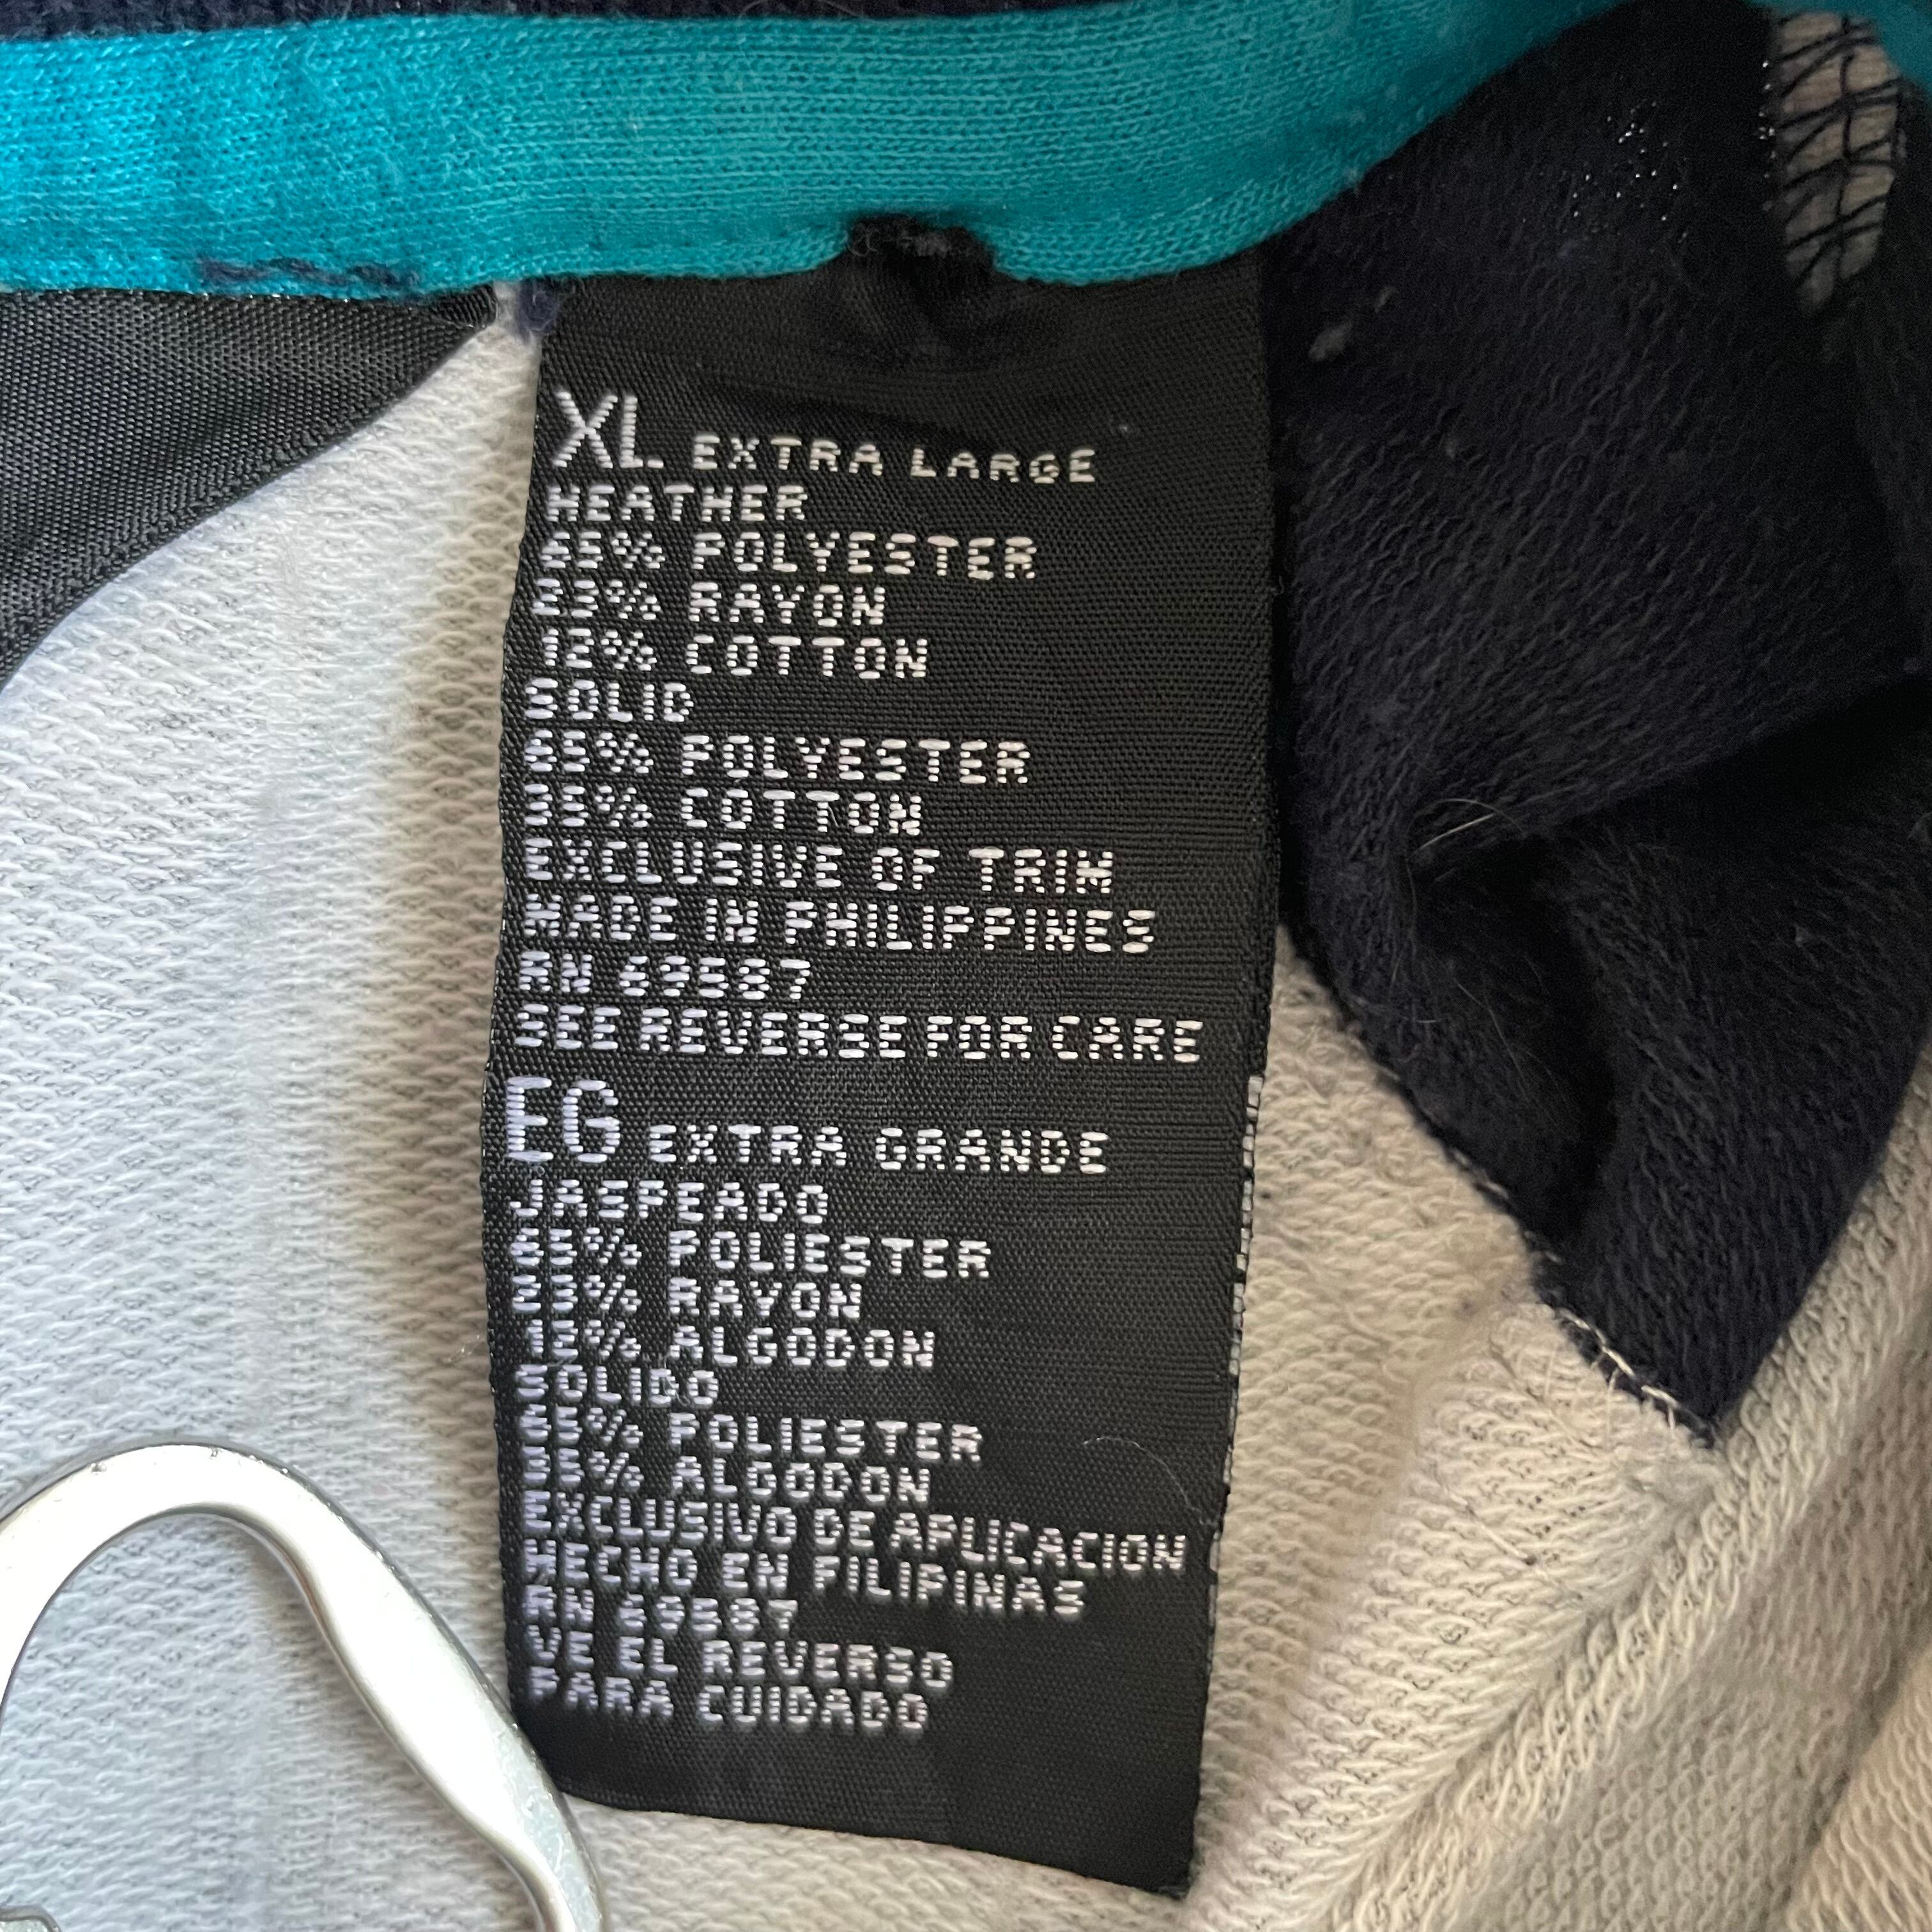 XL EXTRA LARGE
HEATHER
65% POLYESTER
23% RAYON
12% COTTON
SOLID
65% POLYESTER
35% COTTON
EXCLUSIVE OF TRIM
MADE IN PHILIPPINES
RN 69587
SEE REVERSE FOR CARE
EG EXTRA GRANDE
JASPEADO
65% POLIESTER
23% RAYON
12% ALGODON
SOLIDO
65% POLIESTER
35% ALGODON
EXCLUSIVO DE APLICACION
HECHO EN FILIPINAS
RN 69587
VE EL REVERSO
PARA CUIDADO